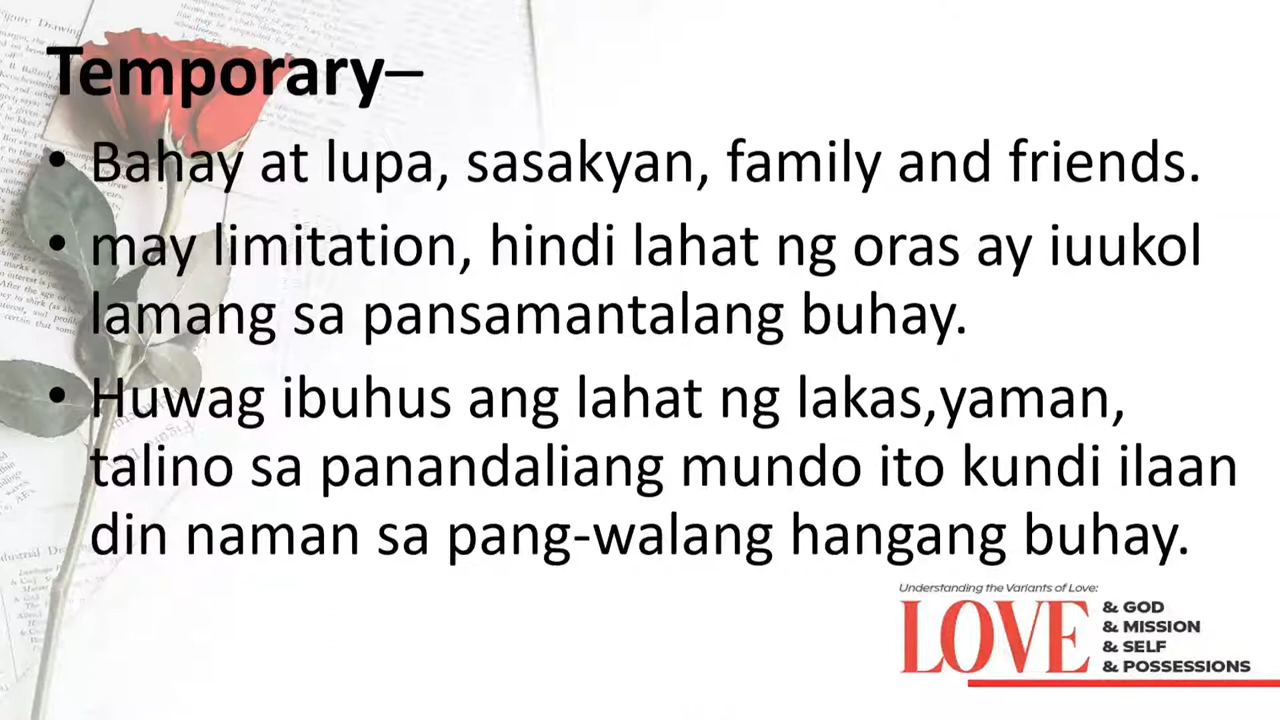 Temporary–
• Bahay at lupa, sasakyan, family and friends.
• may limitation, hindi lahat ng oras ay iuukol
lamang sa pansamantalang buhay.
• Huwag ibuhus ang lahat ng lakas,yaman,
talino sa panandaliang mundo ito kundi ilaan
din naman sa pang-walang hangang buhay.
Understanding the Variants of Love:
LOVE
& GOD
& MISSION
& SELF
& POSSESSIONS